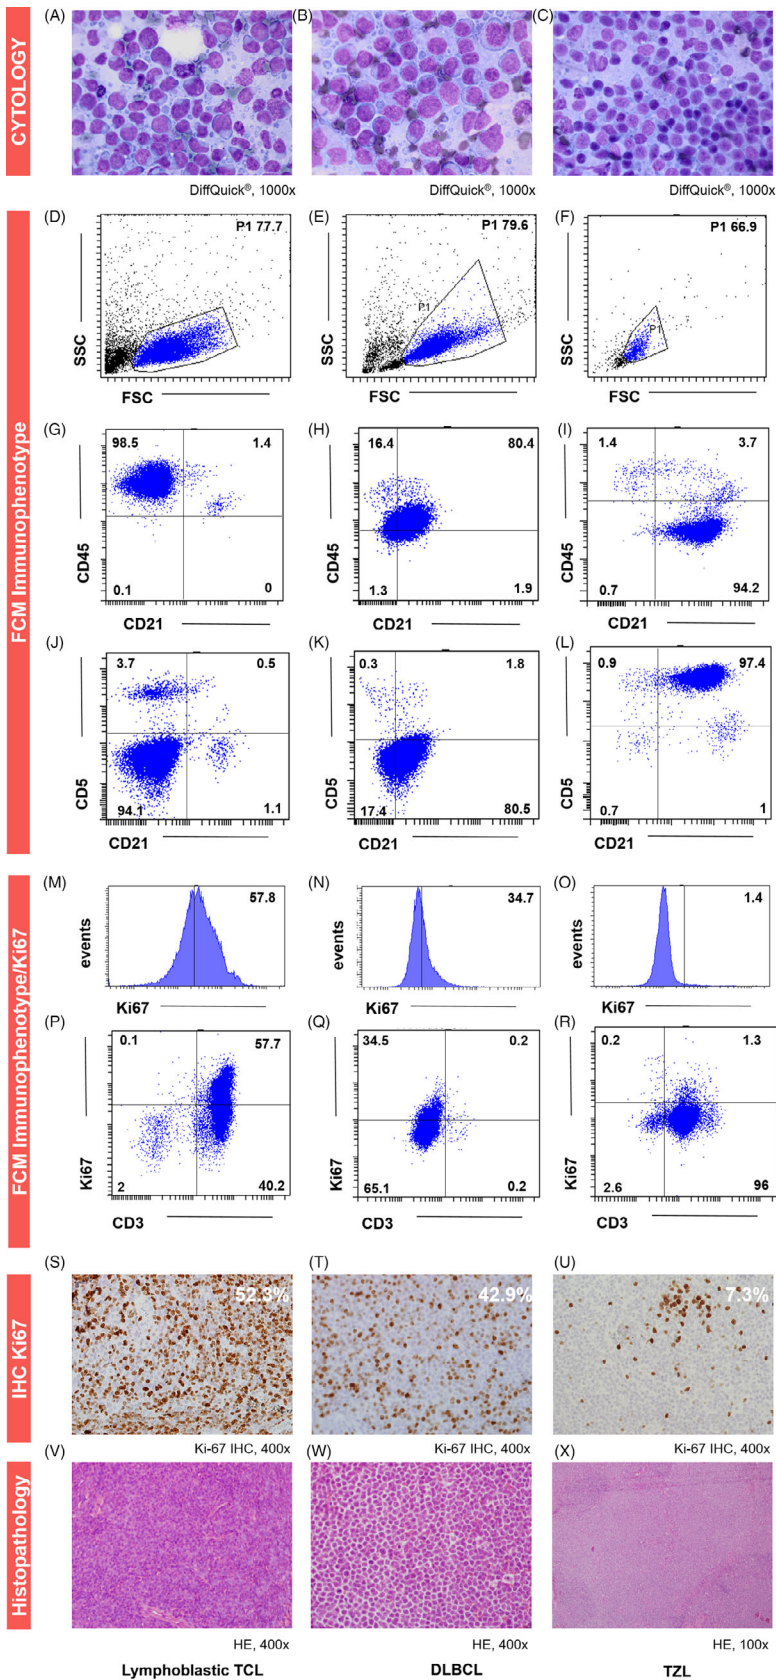 CYTOLOGY
(A)
(B)
(C)
DiffQuick®, 1000x
DiffQuick®, 1000x
DiffQuick®, 1000x
FCM Immunophenotype
(D)
P1 77.7
SSC
FSC
(E)
P1 79.6
P1
SSC
FSC
(F)
P1 66.9
P1
SSC
FSC
(G)
98.5
1.4
CD45
0.1
0
CD21
(H)
16.4
80.4
CD45
1.3
1.9
CD21
(I)
1.4
3.7
CD45
0.7
94.2
CD21
(J)
3.7
0.5
CD5
94.1
1.1
CD21
(K)
0.3
1.8
CD5
17.4
80.5
CD21
(L)
0.9
97.4
CD5
0.7
1
CD21
FCM Immunophenotype/Ki67
(M)
57.8
events
Ki67
(N)
34.7
events
Ki67
(O)
1.4
events
Ki67
(P)
0.1
57.7
Ki67
2
40.2
CD3
(Q)
34.5
0.2
Ki67
65.1
0.2
CD3
(R)
0.2
1.3
Ki67
2.6
96
CD3
IHC Ki67
(S)
52.3%
(T)
42.9%
(U)
7.3%
Ki-67 IHC, 400x
Ki-67 IHC, 400x
Ki-67 IHC, 400x
Histopathology
(V)
(W)
(X)
HE, 400x
HE, 400x
HE, 100x
Lymphoblastic TCL
DLBCL
TZL